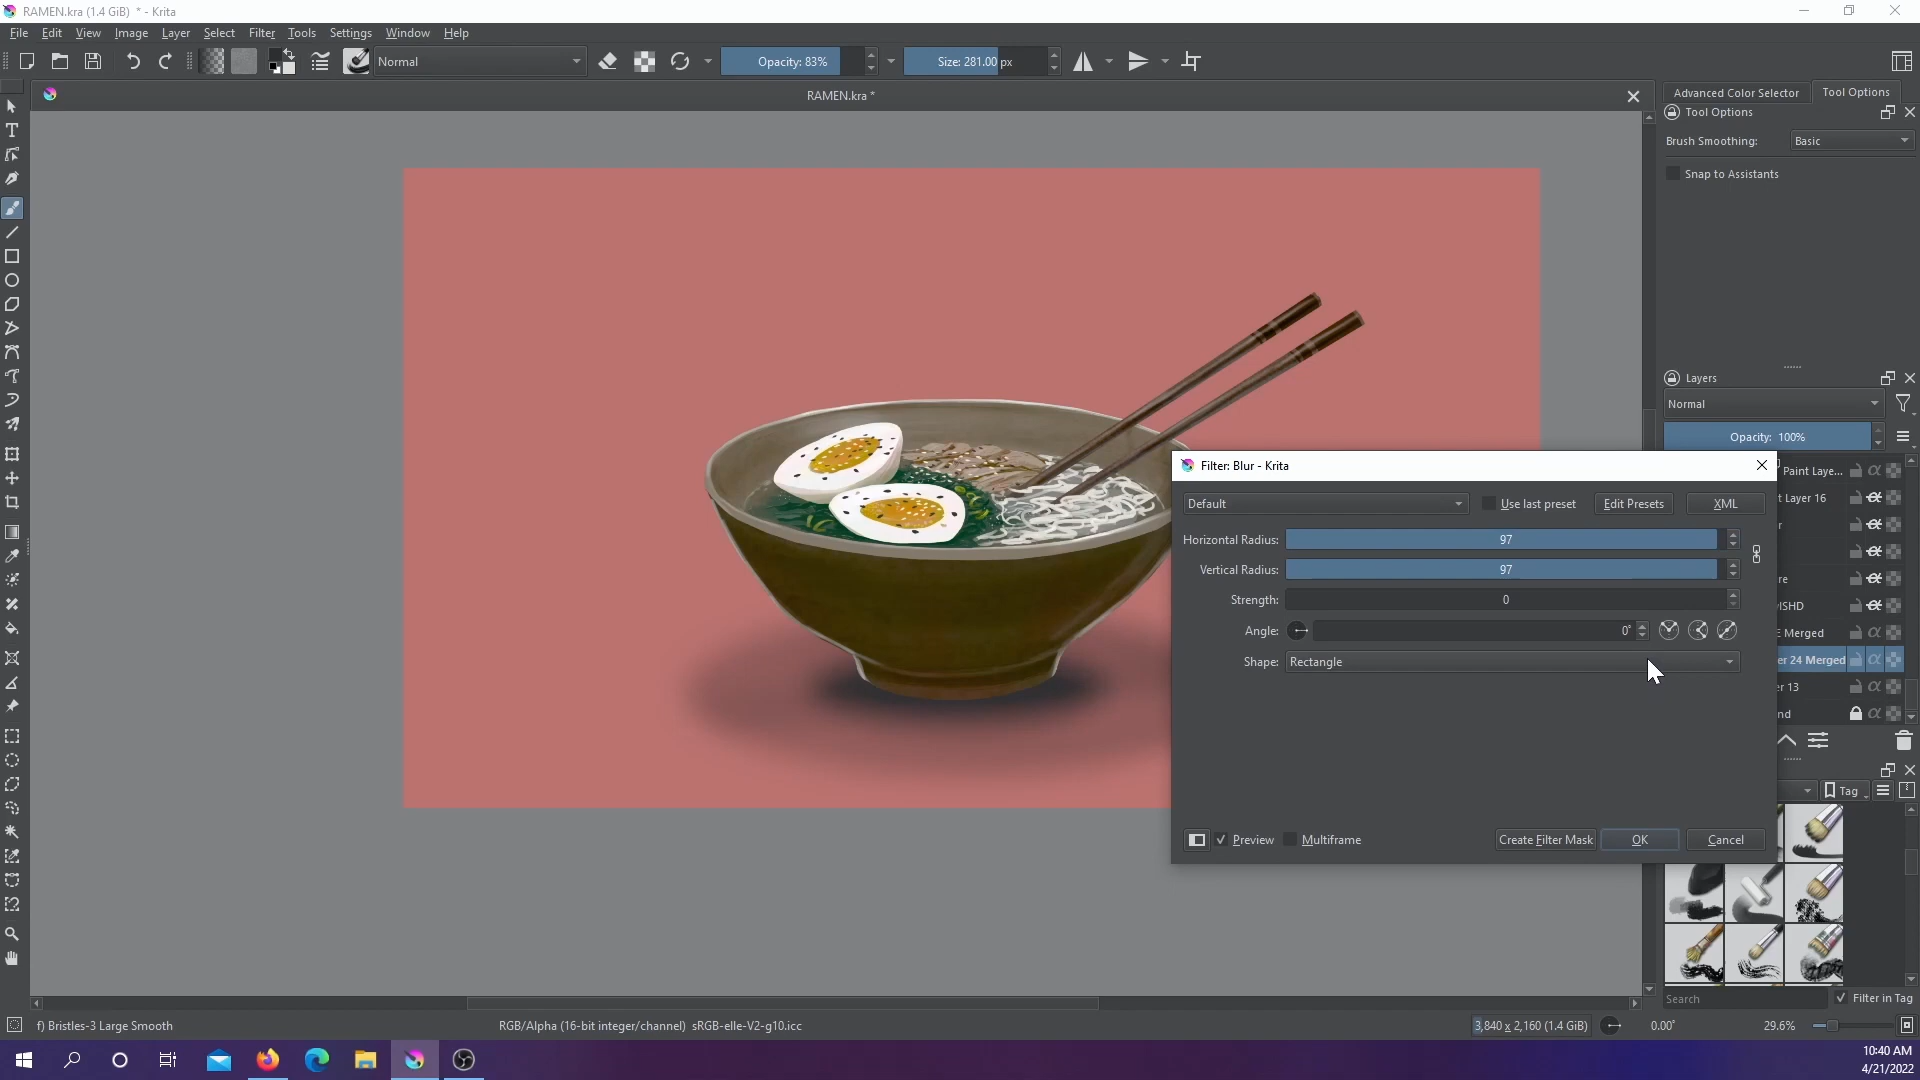 RAMEN.kra (1.4 GiB) * - Krita
File Edit View Image Layer Select Filter Tools Settings Window Help
Normal
Opacity: 83%
Size: 281.00 px
RAMEN.kra *
Advanced Color Selector
Tool Options
Tool Options
Brush Smoothing:
Basic
Snap to Assistants
Layers
Normal
Opacity: 100%
Paint Laye...
t Layer 16
r
re
ISHD
E Merged
er 24 Merged
er 13
nd
Filter: Blur - Krita
Default
Use last preset
Edit Presets
XML
Horizontal Radius:
97
Vertical Radius:
97
Strength:
0
Angle:
0°
Shape:
Rectangle
Preview
Multiframe
Create Filter Mask
OK
Cancel
Tag
Search
Filter in Tag
f) Bristles-3 Large Smooth
RGB/Alpha (16-bit integer/channel) sRGB-elle-V2-g10.icc
3,840 x 2,160 (1.4 GiB)
0.00°
29.6%
10:40 AM
4/21/2022